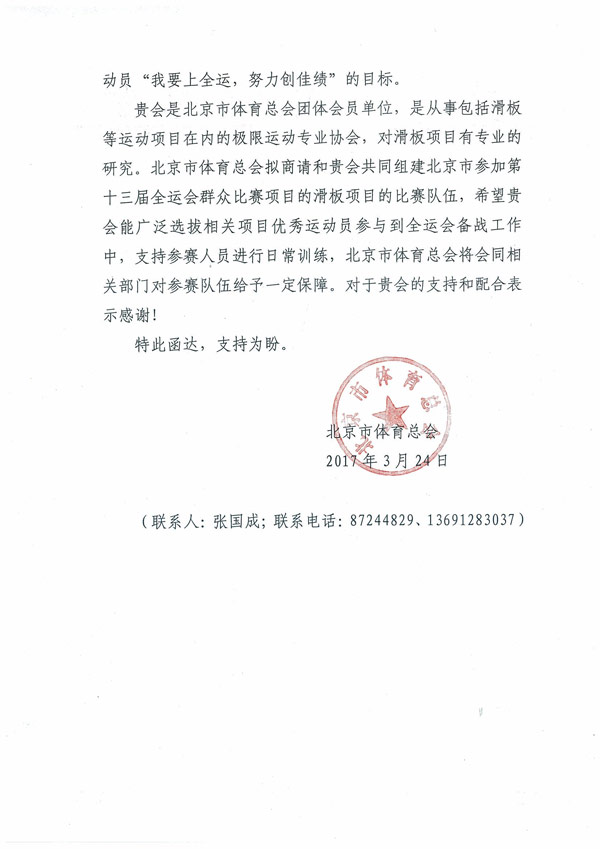 动员“我要上全运，努力创佳绩”的目标。
贵会是北京市体育总会团体会员单位，是从事包括滑板
等运动项目在内的极限运动专业协会，对滑板项目有专业的
研究。北京市体育总会拟商请和贵会共同组建北京市参加第
十三届全运会群众比赛项目的滑板项目的比赛队伍，希望贵
会能广泛选拔相关项目优秀运动员参与到全运会备战工作
中，支持参赛人员进行日常训练，北京市体育总会将会同相
关部门对参赛队伍给予一定保障。对于贵会的支持和配合表
示感谢！
特此函达，支持为盼。
北京市体育总会
北京市体育总会
2017年3月24日
（联系人：张国成；联系电话：87244829、13691283037）